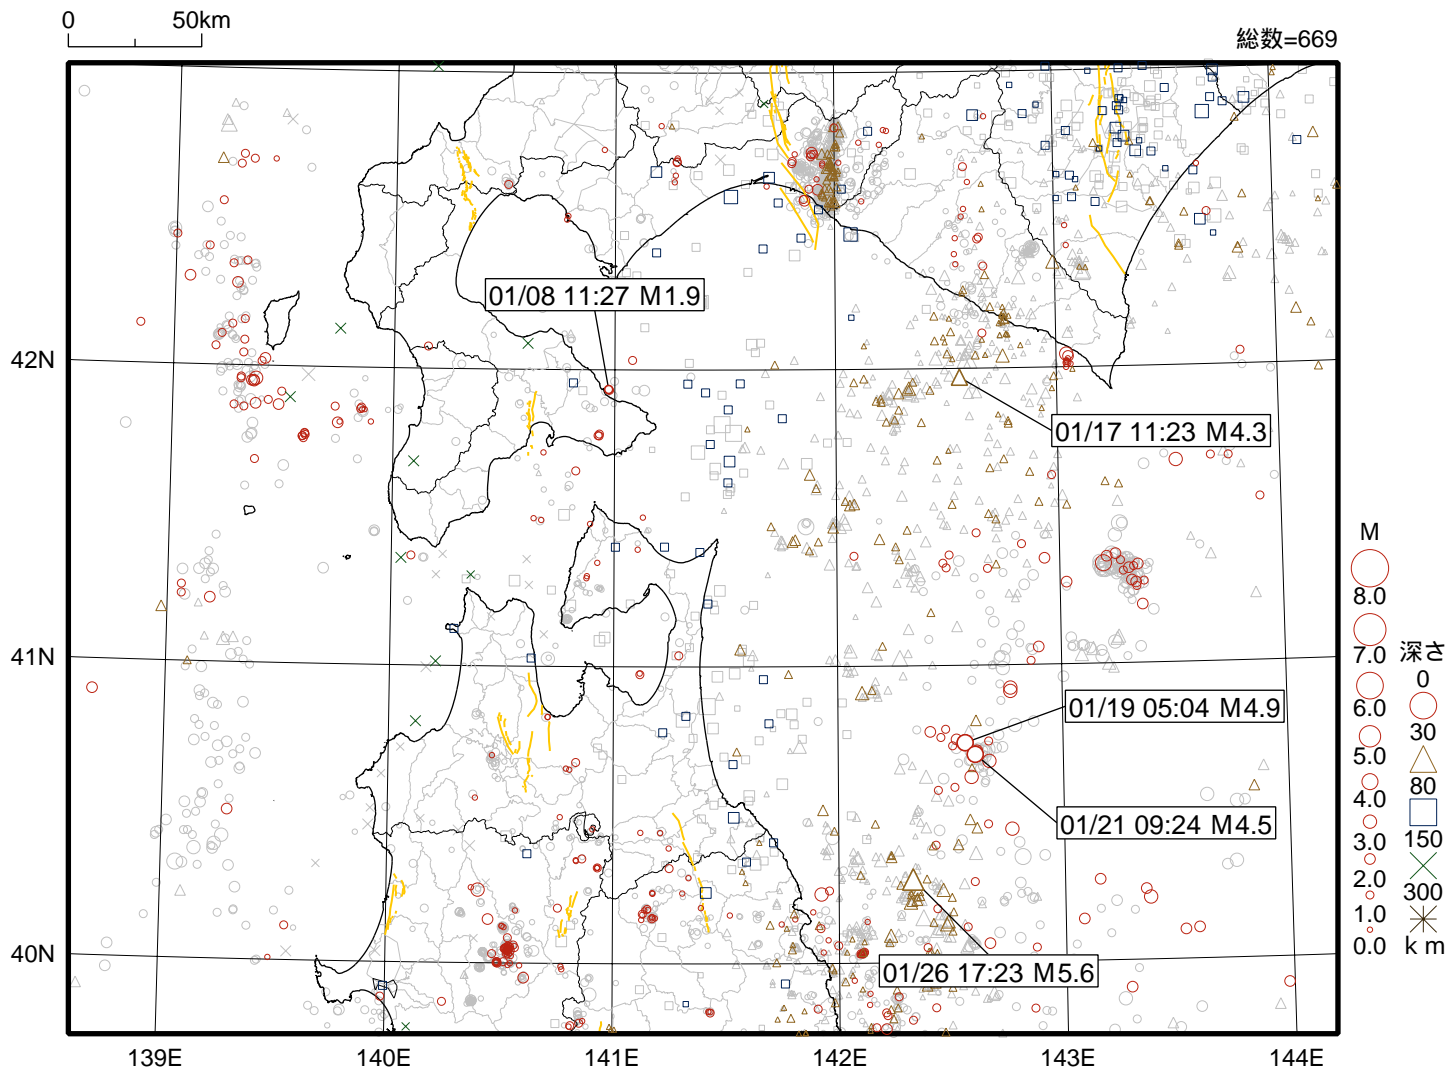 0 50km
総数=669
01/08 11:27 M1.9
42N
01/17 11:23 M4.3
M
8.0
7.0
6.0
5.0
4.0
3.0
2.0
1.0
0.0
深さ
0
30
80
150
300
km
41N
01/19 05:04 M4.9
01/21 09:24 M4.5
40N
01/26 17:23 M5.6
139E 140E 141E 142E 143E 144E